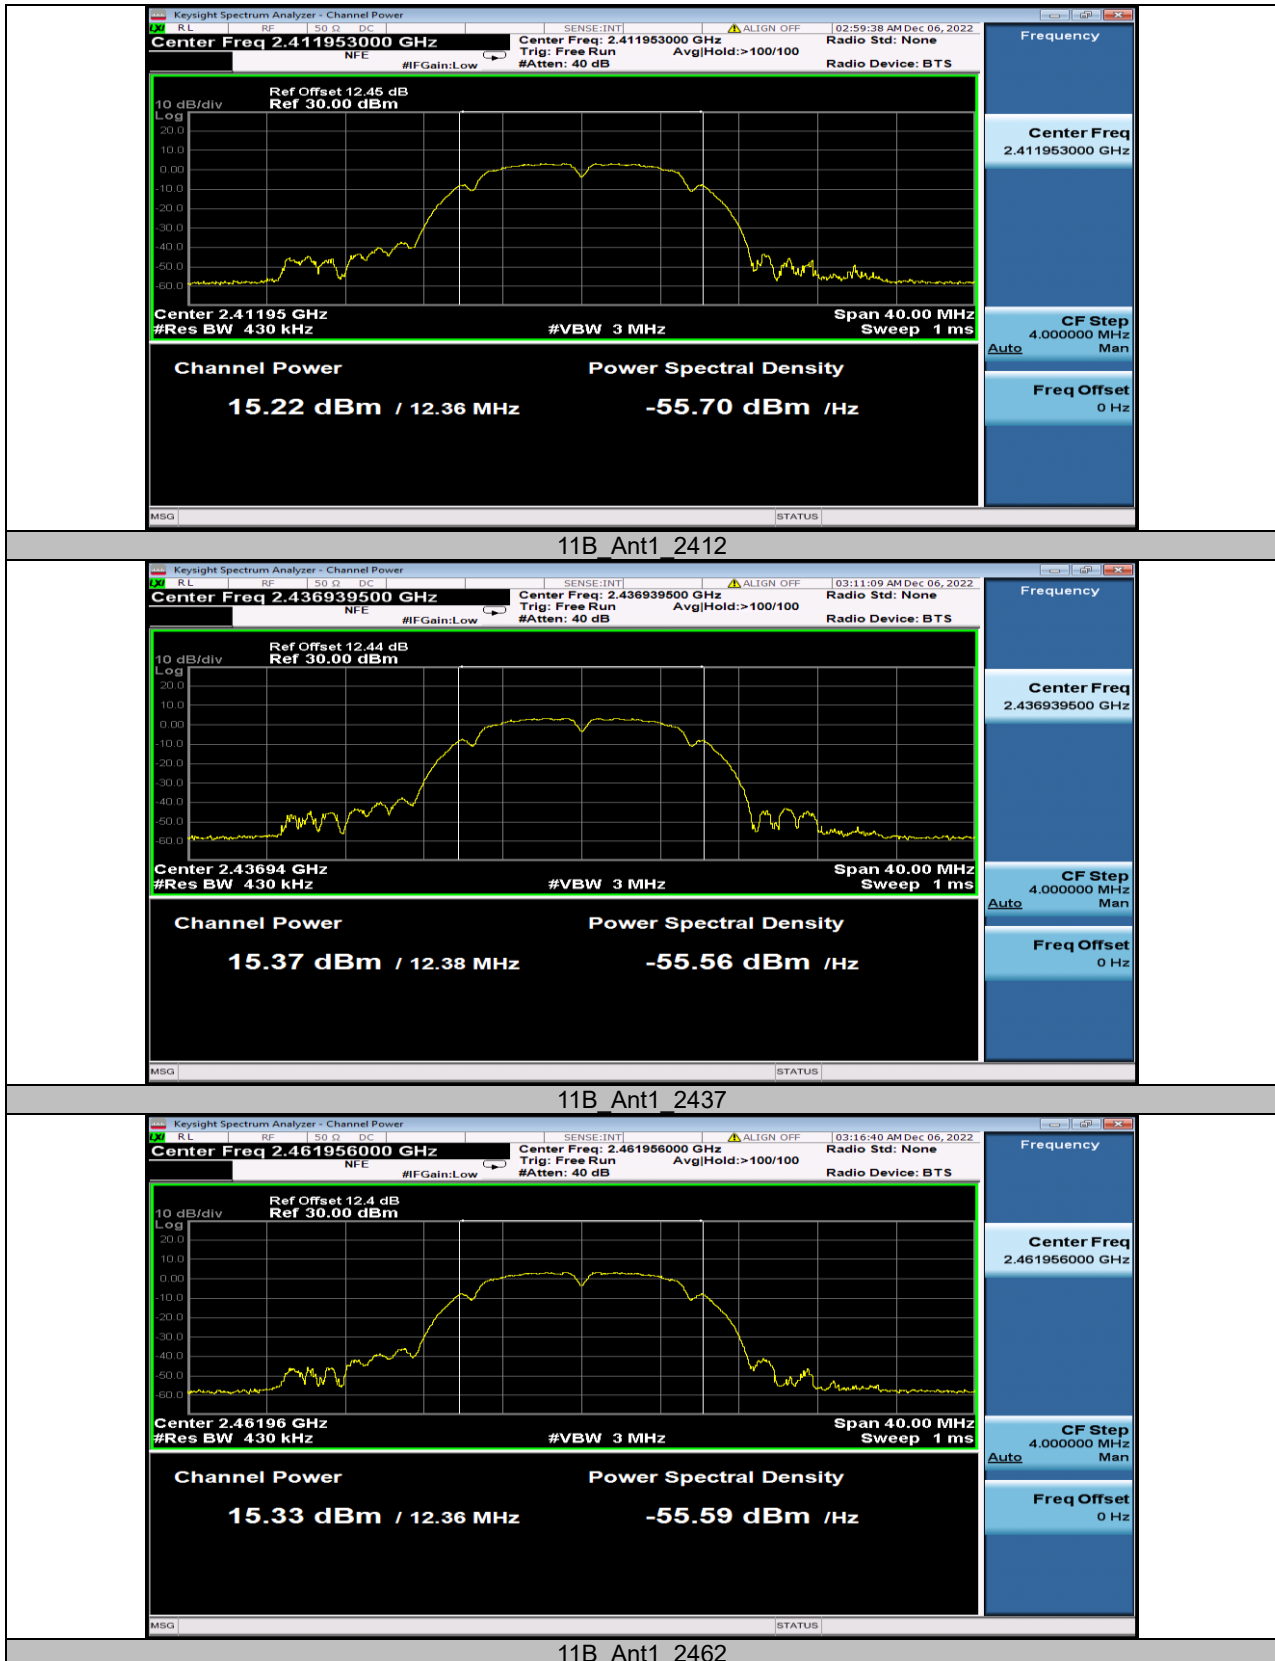 Keysight Spectrum Analyzer - Channel Power
LXI RL RF 50 Ω DC SENSE:INT ALIGN OFF 02:59:38 AM Dec 06, 2022
Center Freq 2.411953000 GHz Center Freq: 2.411953000 GHz Radio Std: None Frequency
NFE Trig: Free Run Avg|Hold:>100/100
#IFGain:Low #Atten: 40 dB Radio Device: BTS
Ref Offset 12.45 dB
10 dB/div Ref 30.00 dBm
Log
20.0
10.0
0.00
-10.0
-20.0
-30.0
-40.0
-50.0
-60.0
Center Freq
2.411953000 GHz
Center 2.41195 GHz Span 40.00 MHz
#Res BW 430 kHz #VBW 3 MHz Sweep 1 ms
CF Step
4.000000 MHz
Auto Man
Channel Power Power Spectral Density
15.22 dBm / 12.36 MHz -55.70 dBm /Hz
Freq Offset
0 Hz
MSG STATUS
11B_Ant1_2412
Keysight Spectrum Analyzer - Channel Power
LXI RL RF 50 Ω DC SENSE:INT ALIGN OFF 03:11:09 AM Dec 06, 2022
Center Freq 2.436939500 GHz Center Freq: 2.436939500 GHz Radio Std: None Frequency
NFE Trig: Free Run Avg|Hold:>100/100
#IFGain:Low #Atten: 40 dB Radio Device: BTS
Ref Offset 12.44 dB
10 dB/div Ref 30.00 dBm
Log
20.0
10.0
0.00
-10.0
-20.0
-30.0
-40.0
-50.0
-60.0
Center Freq
2.436939500 GHz
Center 2.43694 GHz Span 40.00 MHz
#Res BW 430 kHz #VBW 3 MHz Sweep 1 ms
CF Step
4.000000 MHz
Auto Man
Channel Power Power Spectral Density
15.37 dBm / 12.38 MHz -55.56 dBm /Hz
Freq Offset
0 Hz
MSG STATUS
11B_Ant1_2437
Keysight Spectrum Analyzer - Channel Power
LXI RL RF 50 Ω DC SENSE:INT ALIGN OFF 03:16:40 AM Dec 06, 2022
Center Freq 2.461956000 GHz Center Freq: 2.461956000 GHz Radio Std: None Frequency
NFE Trig: Free Run Avg|Hold:>100/100
#IFGain:Low #Atten: 40 dB Radio Device: BTS
Ref Offset 12.4 dB
10 dB/div Ref 30.00 dBm
Log
20.0
10.0
0.00
-10.0
-20.0
-30.0
-40.0
-50.0
-60.0
Center Freq
2.461956000 GHz
Center 2.46196 GHz Span 40.00 MHz
#Res BW 430 kHz #VBW 3 MHz Sweep 1 ms
CF Step
4.000000 MHz
Auto Man
Channel Power Power Spectral Density
15.33 dBm / 12.36 MHz -55.59 dBm /Hz
Freq Offset
0 Hz
MSG STATUS
11B_Ant1_2462